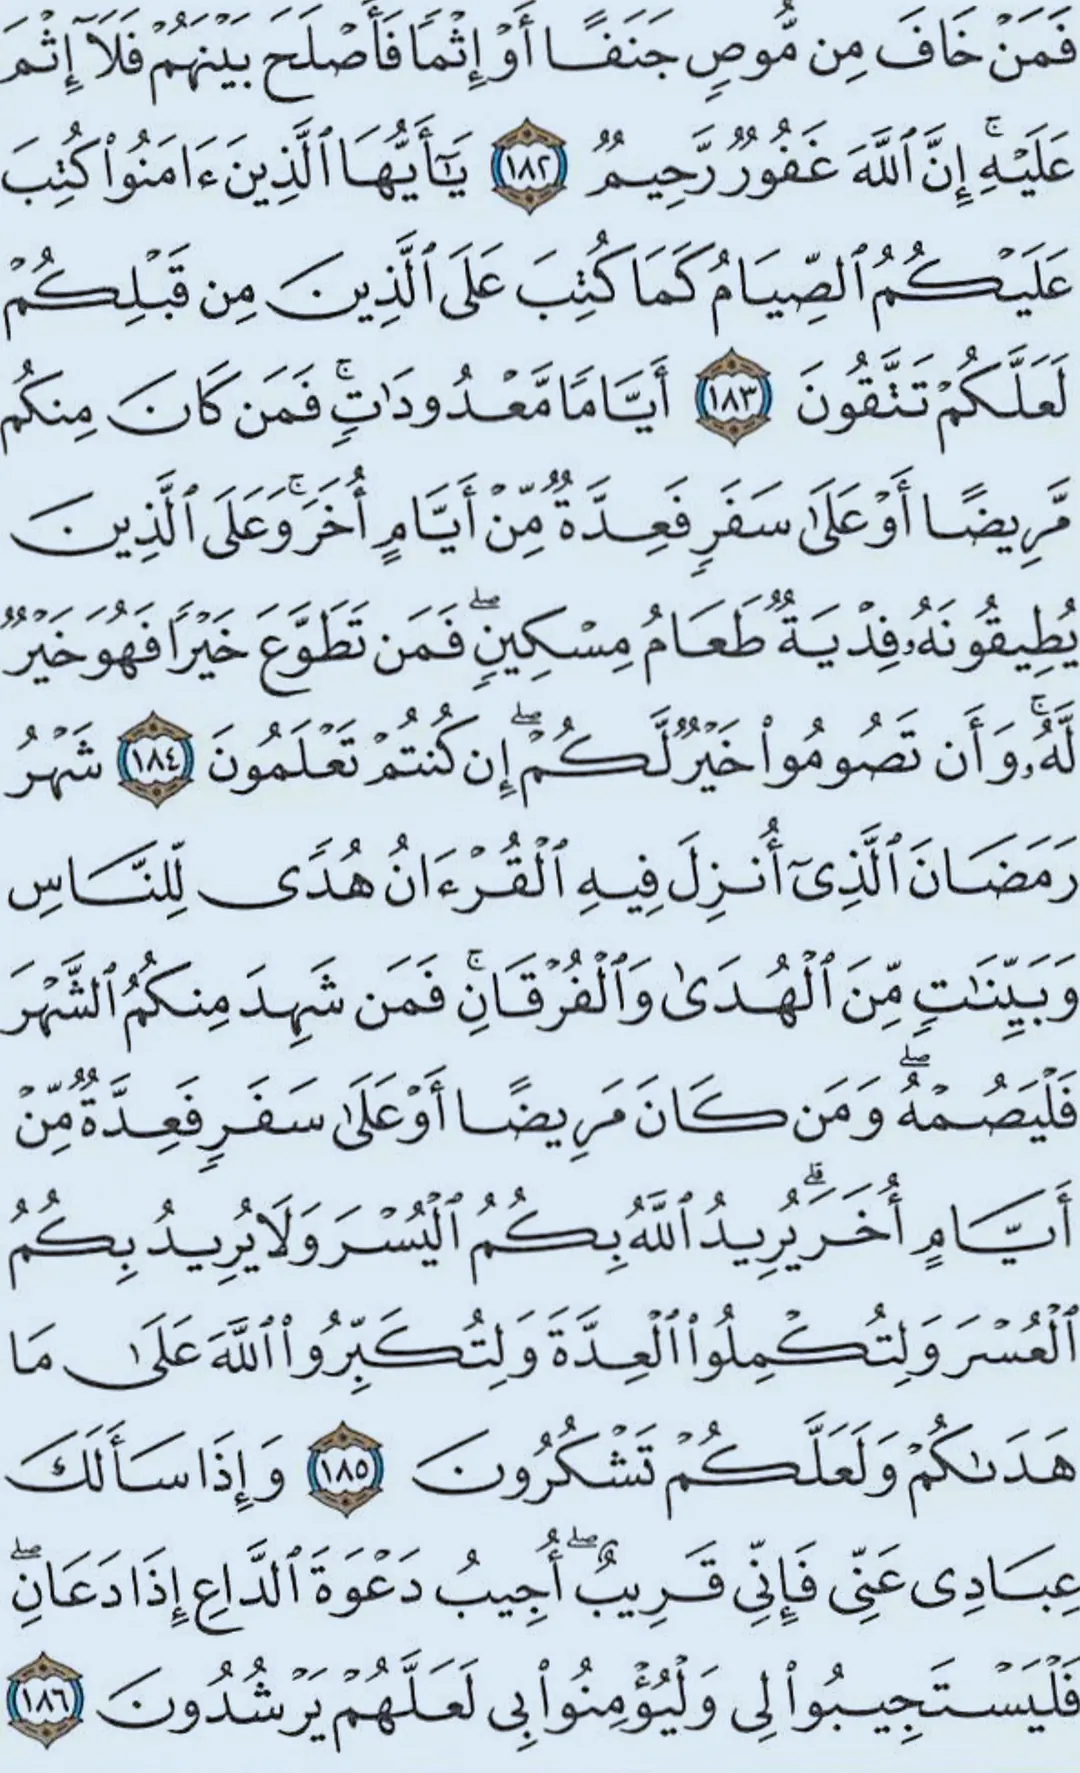 فَمَنْ خَافَ مِن مُّوصٍ جَنَفًا أَوْ إِثْمًا فَأَصْلَحَ بَيْنَهُمْ فَلَآ إِثْمَ
عَلَيْهِۚ إِنَّ ٱللَّهَ غَفُورٌ رَّحِيمٌ ١٨٢ يَـٰٓأَيُّهَا ٱلَّذِينَ ءَامَنُوا۟ كُتِبَ
عَلَيْكُمُ ٱلصِّيَامُ كَمَا كُتِبَ عَلَى ٱلَّذِينَ مِن قَبْلِكُمْ
لَعَلَّكُمْ تَتَّقُونَ ١٨٣ أَيَّامًا مَّعْدُودَٰتٍۚ فَمَن كَانَ مِنكُم
مَّرِيضًا أَوْ عَلَىٰ سَفَرٍ فَعِدَّةٌ مِّنْ أَيَّامٍ أُخَرَۚ وَعَلَى ٱلَّذِينَ
يُطِيقُونَهُۥ فِدْيَةٌ طَعَامُ مِسْكِينٍۖ فَمَن تَطَوَّعَ خَيْرًا فَهُوَ خَيْرٌ
لَّهُۥۚ وَأَن تَصُومُوا۟ خَيْرٌ لَّكُمْۖ إِن كُنتُمْ تَعْلَمُونَ ١٨٤ شَهْرُ
رَمَضَانَ ٱلَّذِىٓ أُنزِلَ فِيهِ ٱلْقُرْءَانُ هُدًى لِّلنَّاسِ
وَبَيِّنَـٰتٍ مِّنَ ٱلْهُدَىٰ وَٱلْفُرْقَانِۚ فَمَن شَهِدَ مِنكُمُ ٱلشَّهْرَ
فَلْيَصُمْهُۖ وَمَن كَانَ مَرِيضًا أَوْ عَلَىٰ سَفَرٍ فَعِدَّةٌ مِّنْ
أَيَّامٍ أُخَرَۗ يُرِيدُ ٱللَّهُ بِكُمُ ٱلْيُسْرَ وَلَا يُرِيدُ بِكُمُ
ٱلْعُسْرَ وَلِتُكْمِلُوا۟ ٱلْعِدَّةَ وَلِتُكَبِّرُوا۟ ٱللَّهَ عَلَىٰ مَا
هَدَىٰكُمْ وَلَعَلَّكُمْ تَشْكُرُونَ ١٨٥ وَإِذَا سَأَلَكَ
عِبَادِى عَنِّى فَإِنِّى قَرِيبٌۖ أُجِيبُ دَعْوَةَ ٱلدَّاعِ إِذَا دَعَانِۖ
فَلْيَسْتَجِيبُوا۟ لِى وَلْيُؤْمِنُوا۟ بِى لَعَلَّهُمْ يَرْشُدُونَ ١٨٦